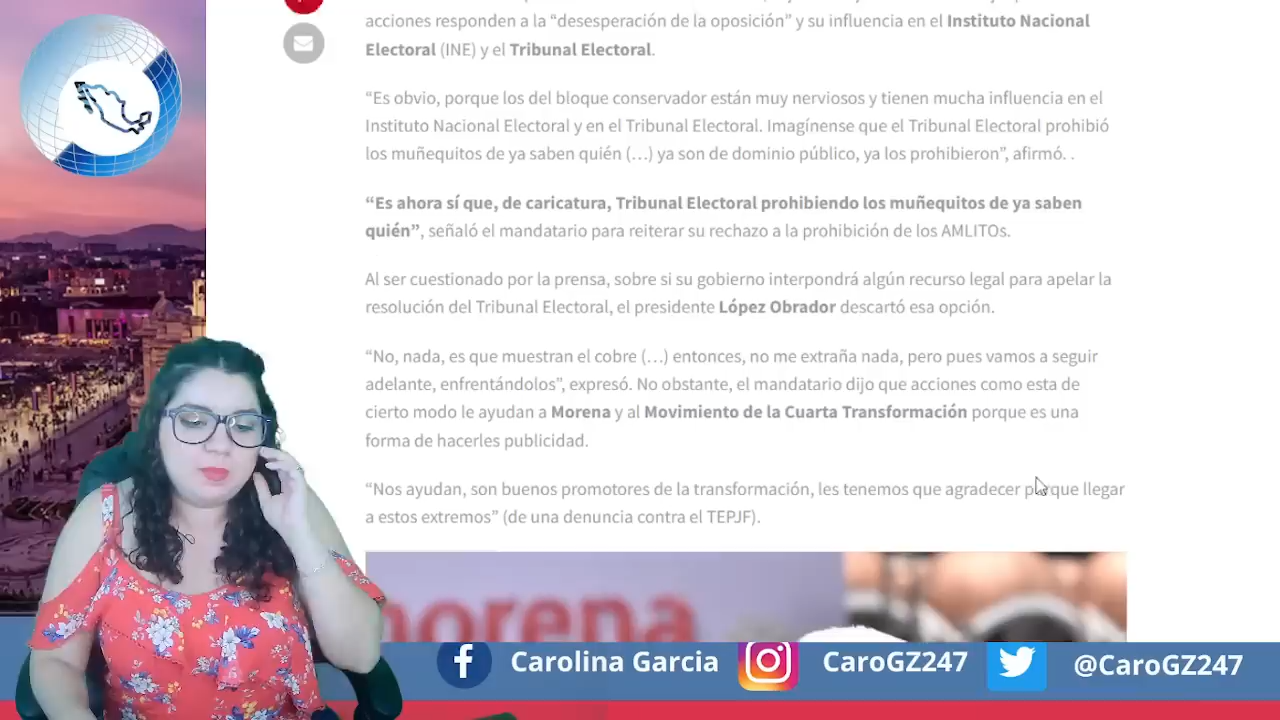 acciones responden a la “desesperación de la oposición” y su influencia en el Instituto Nacional
Electoral (INE) y el Tribunal Electoral.
“Es obvio, porque los del bloque conservador están muy nerviosos y tienen mucha influencia en el
Instituto Nacional Electoral y en el Tribunal Electoral. Imagínense que el Tribunal Electoral prohibió
los muñequitos de ya saben quién (…) ya son de dominio público, ya los prohibieron”, afirmó. .
“Es ahora sí que, de caricatura, Tribunal Electoral prohibiendo los muñequitos de ya saben
quién”, señaló el mandatario para reiterar su rechazo a la prohibición de los AMLITOs.
Al ser cuestionado por la prensa, sobre si su gobierno interpondrá algún recurso legal para apelar la
resolución del Tribunal Electoral, el presidente López Obrador descartó esa opción.
“No, nada, es que muestran el cobre (…) entonces, no me extraña nada, pero pues vamos a seguir
adelante, enfrentándolos”, expresó. No obstante, el mandatario dijo que acciones como esta de
cierto modo le ayudan a Morena y al Movimiento de la Cuarta Transformación porque es una
forma de hacerles publicidad.
“Nos ayudan, son buenos promotores de la transformación, les tenemos que agradecer porque llegar
a estos extremos” (de una denuncia contra el TEPJF).
morena
Carolina Garcia
CaroGZ247
@CaroGZ247